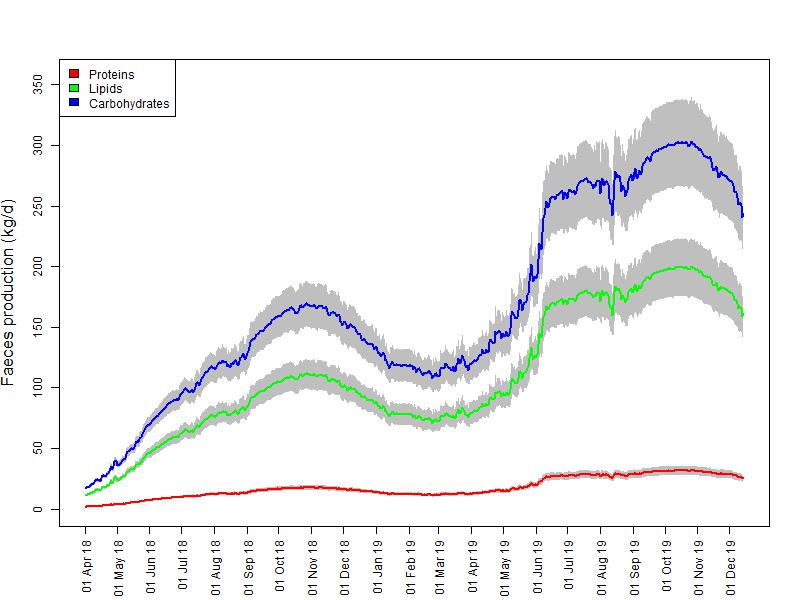 Proteins
Lipids
Carbohydrates
Faeces production (kg/d)
350
300
250
200
150
100
50
0
01 Apr 18
01 May 18
01 Jun 18
01 Jul 18
01 Aug 18
01 Sep 18
01 Oct 18
01 Nov 18
01 Dec 18
01 Jan 19
01 Feb 19
01 Mar 19
01 Apr 19
01 May 19
01 Jun 19
01 Jul 19
01 Aug 19
01 Sep 19
01 Oct 19
01 Nov 19
01 Dec 19